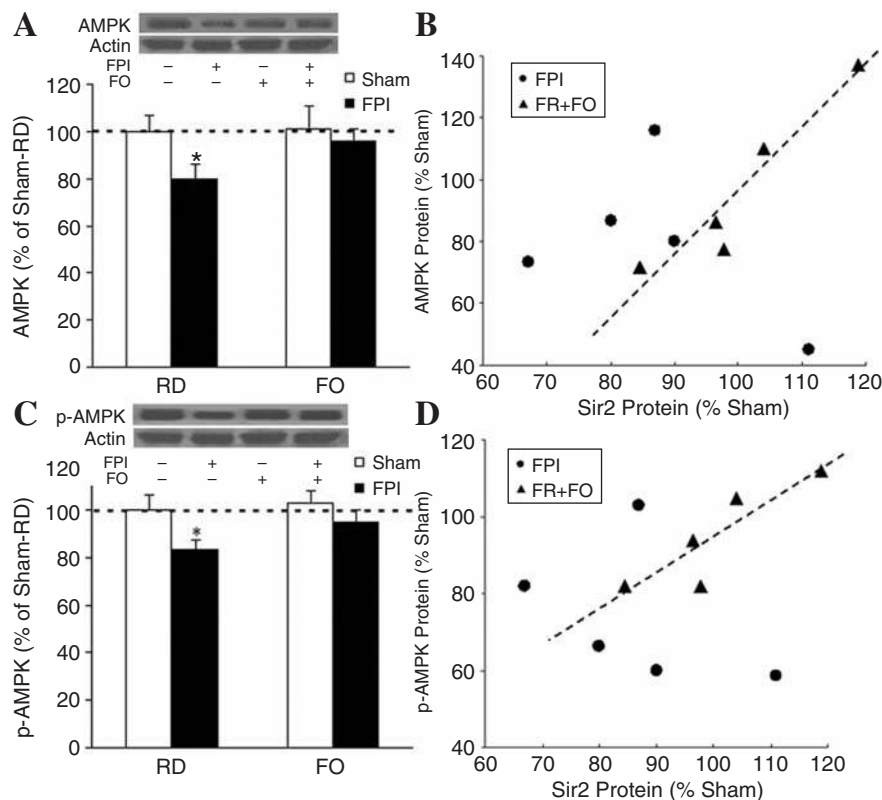 A
AMPK
Actin
FPI – + – +
FO – – + +
Sham
FPI
120
100
80
60
40
20
0
*
AMPK (% of Sham-RD)
RD FO
B
140
120
100
80
60
40
FPI
FR+FO
AMPK Protein (% Sham)
60 70 80 90 100 110 120
Sir2 Protein (% Sham)
C
p-AMPK
Actin
FPI – + – +
FO – – + +
Sham
FPI
120
100
80
60
40
20
0
*
p-AMPK (% of Sham-RD)
RD FO
D
120
100
80
60
40
FPI
FR+FO
p-AMPK Protein (% Sham)
60 70 80 90 100 110 120
Sir2 Protein (% Sham)